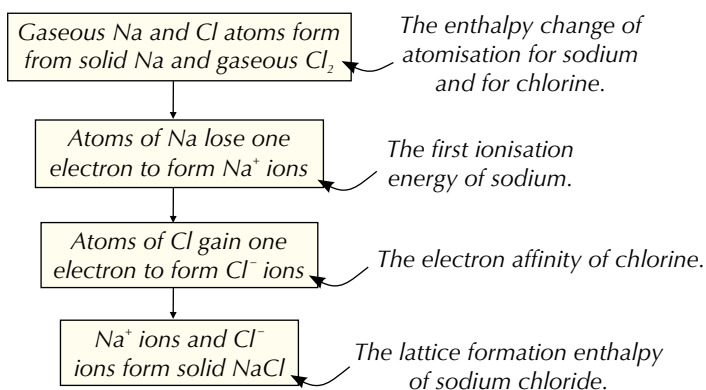 Gaseous Na and Cl atoms form
from solid Na and gaseous Cl₂
The enthalpy change of
atomisation for sodium
and for chlorine.
Atoms of Na lose one
electron to form Na⁺ ions
The first ionisation
energy of sodium.
Atoms of Cl gain one
electron to form Cl⁻ ions
The electron affinity of chlorine.
Na⁺ ions and Cl⁻
ions form solid NaCl
The lattice formation enthalpy
of sodium chloride.